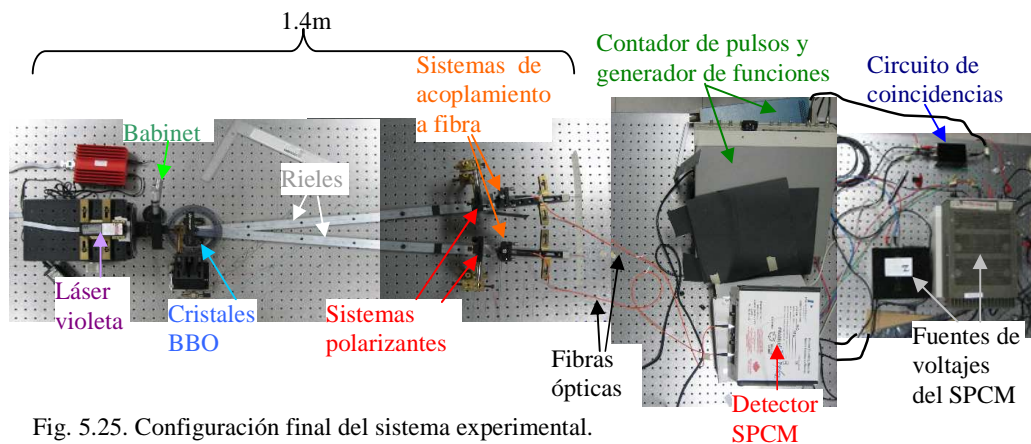 1.4m
Contador de pulsos y
generador de funciones
Sistemas de
acoplamiento
a fibra
Circuito de
coincidencias
Babinet
Rieles
Láser
violeta
Cristales
BBO
Sistemas
polarizantes
Fibras
ópticas
Detector
SPCM
Fuentes de
voltajes
del SPCM
Fig. 5.25. Configuración final del sistema experimental.